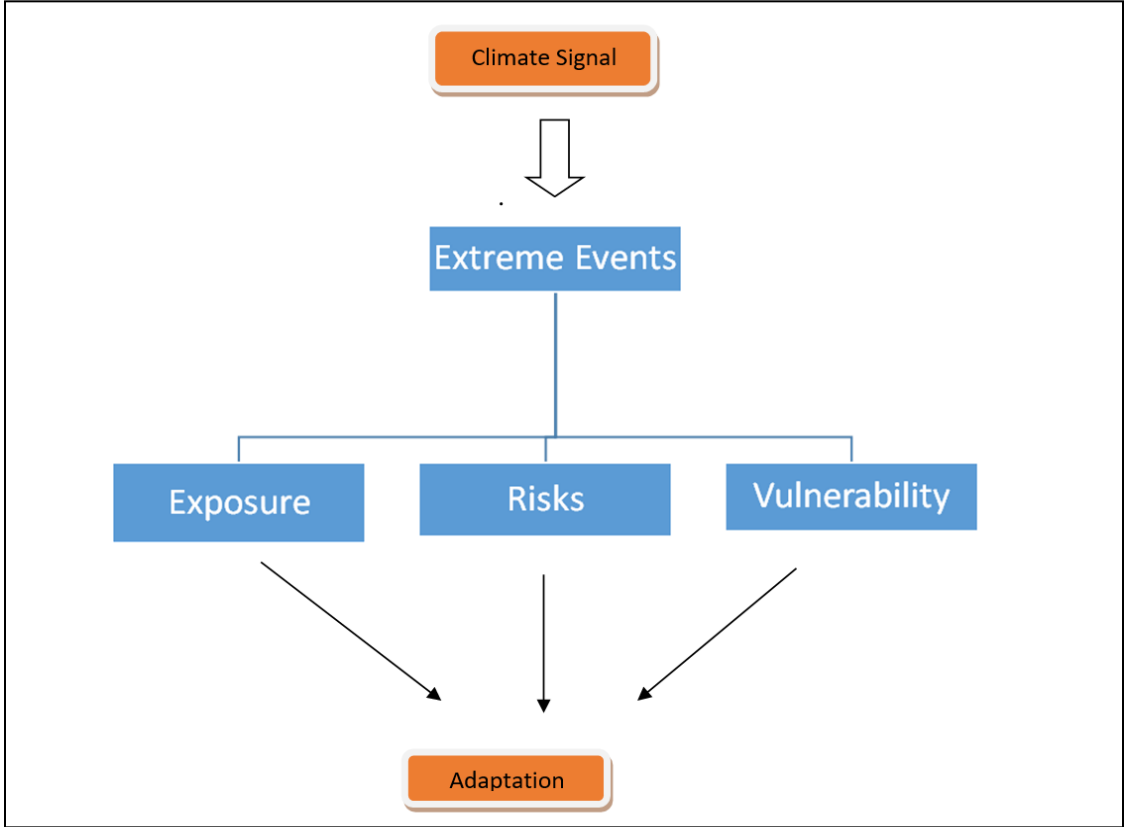 Climate Signal
Extreme Events
Exposure
Risks
Vulnerability
Adaptation